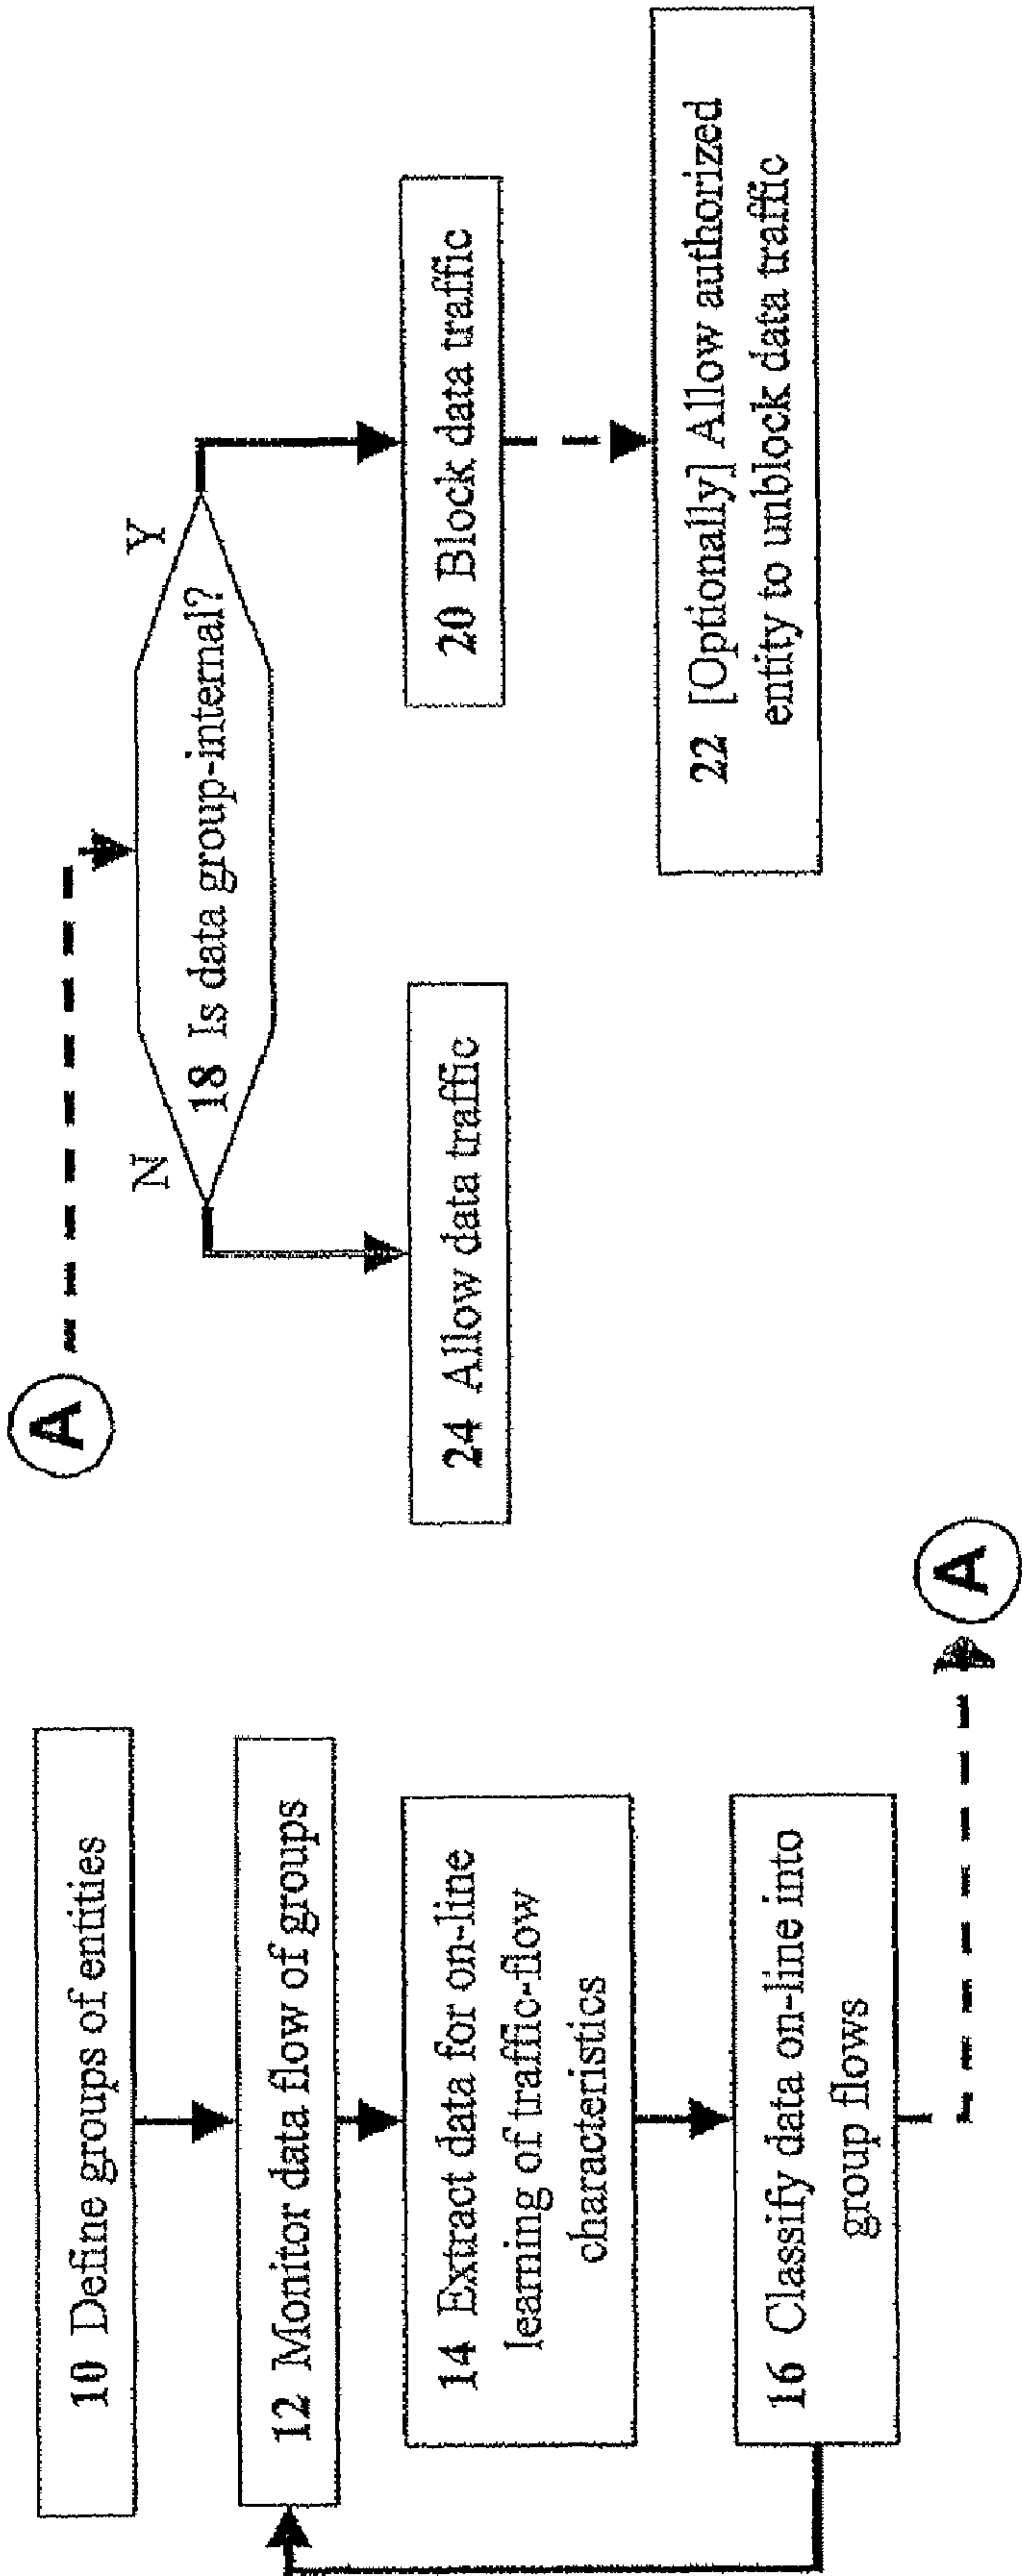 10 Define groups of entities
12 Monitor data flow of groups
14 Extract data for on-line
learning of traffic-flow
characteristics
16 Classify data on-line into
group flows
A
A
18 Is data group-internal?
N
Y
24 Allow data traffic
20 Block data traffic
22 [Optionally] Allow authorized
entity to unblock data traffic